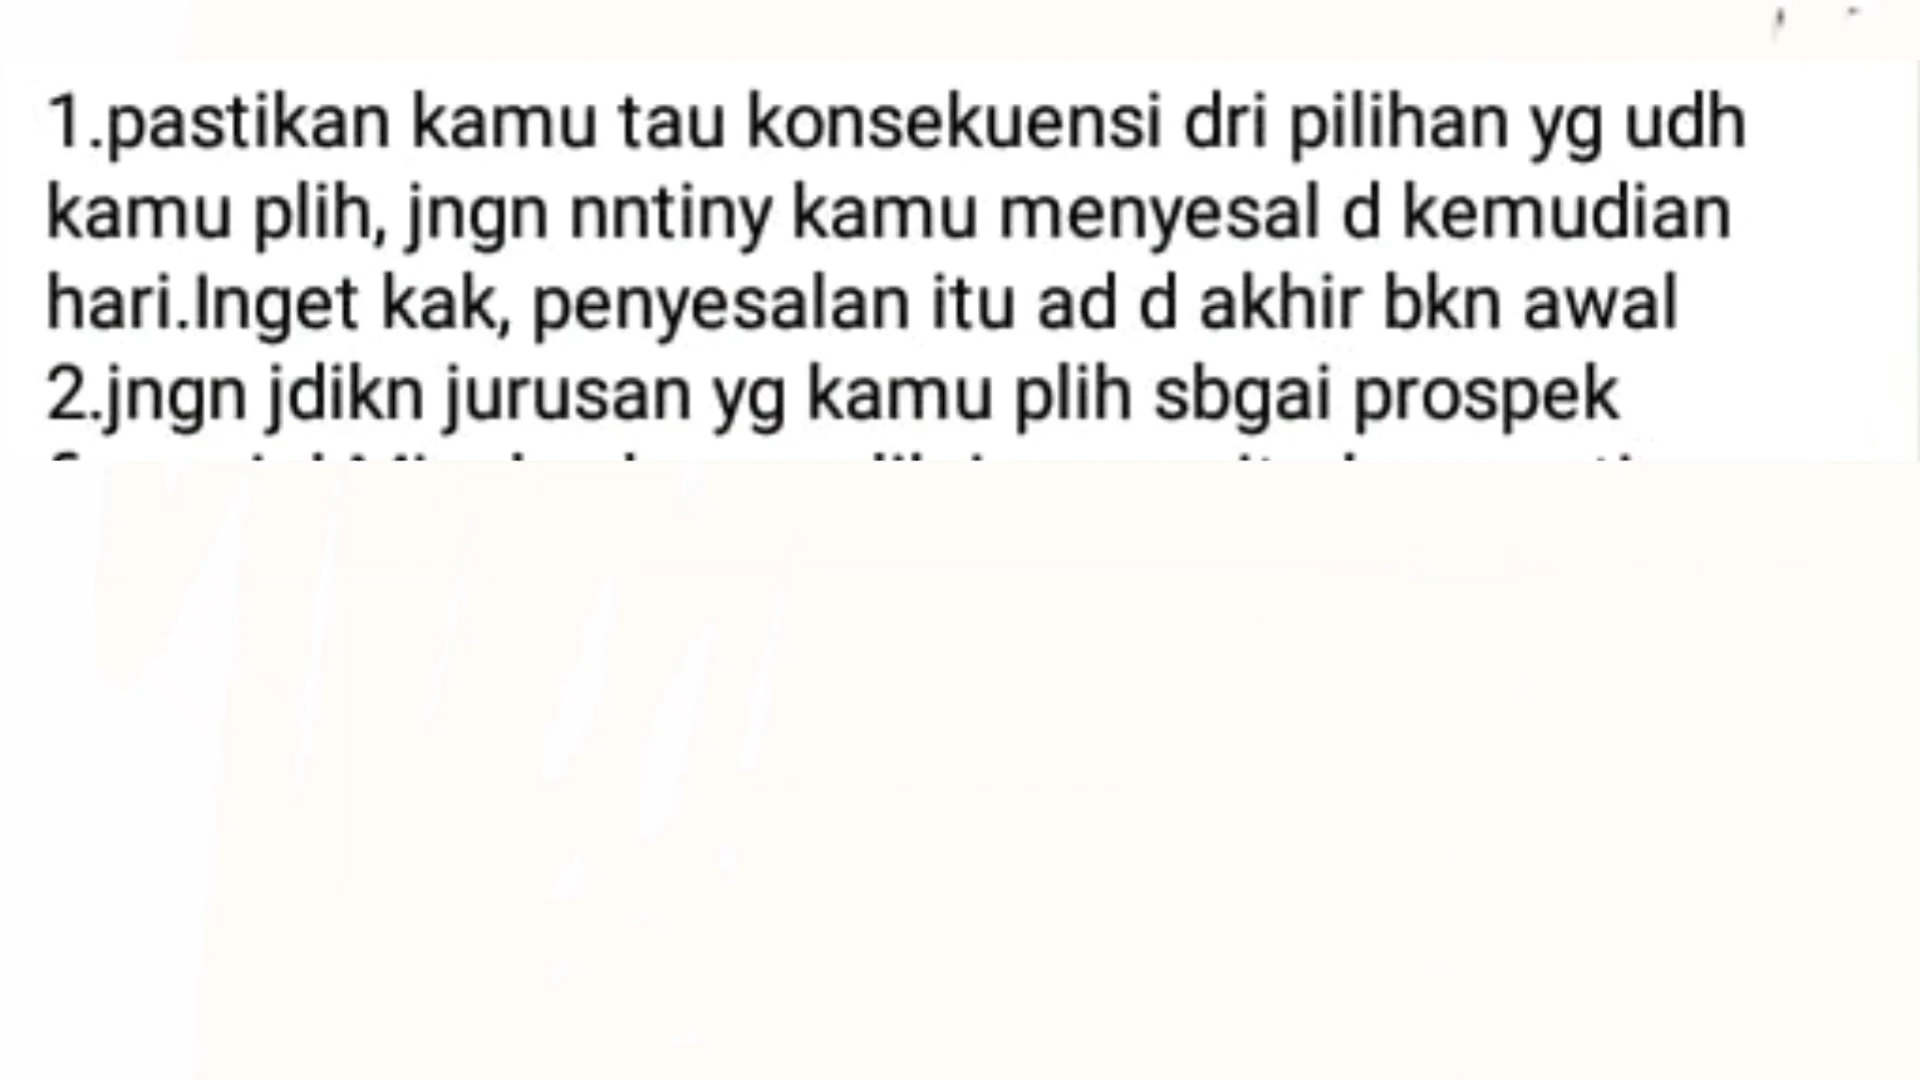 1.pastikan kamu tau konsekuensi dri pilihan yg udh
kamu plih, jngn nntiny kamu menyesal d kemudian
hari.Inget kak, penyesalan itu ad d akhir bkn awal
2.jngn jdikn jurusan yg kamu plih sbgai prospek